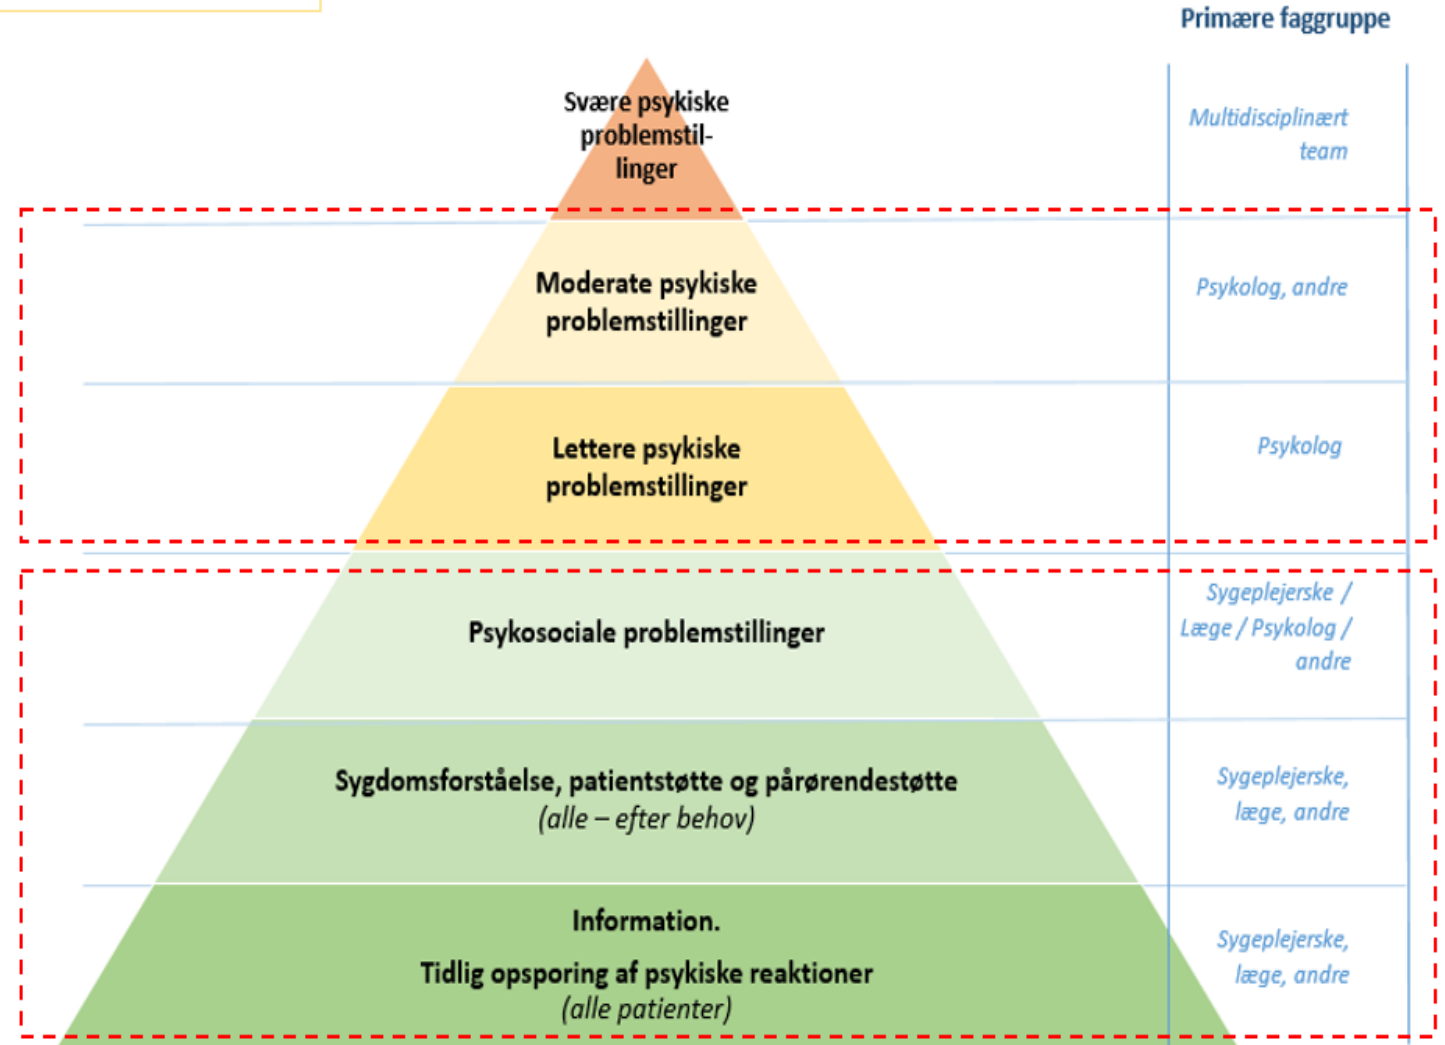 Primære faggruppe
Svære psykiske
problemstil-
linger
Multidisciplinært
team
Moderate psykiske
problemstillinger
Psykolog, andre
Lettere psykiske
problemstillinger
Psykolog
Psykosociale problemstillinger
Sygeplejerske /
Læge / Psykolog /
andre
Sygdomsforståelse, patientstøtte og pårørendestøtte
(alle – efter behov)
Sygeplejerske,
læge, andre
Information.
Tidlig opsporing af psykiske reaktioner
(alle patienter)
Sygeplejerske,
læge, andre